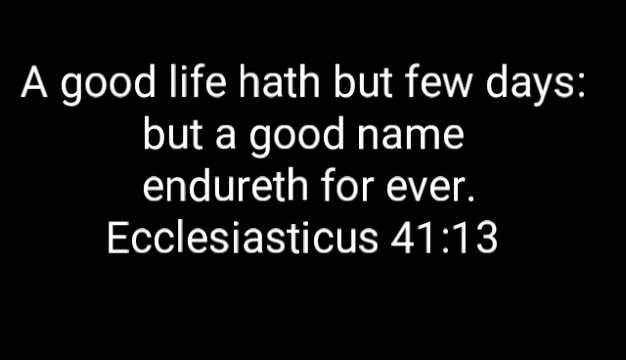 A good life hath but few days:
but a good name
endureth for ever.
Ecclesiasticus 41:13